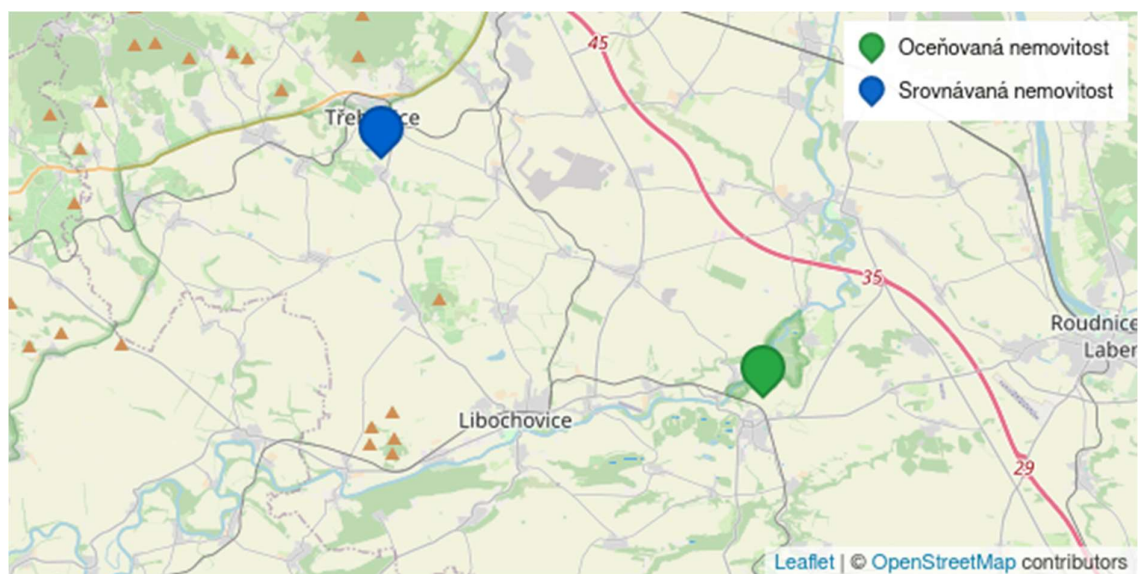 45
Oceňovaná nemovitost
Srovnávaná nemovitost
35
Roudnice
Laber
Libochovice
29
Leaflet | © OpenStreetMap contributors